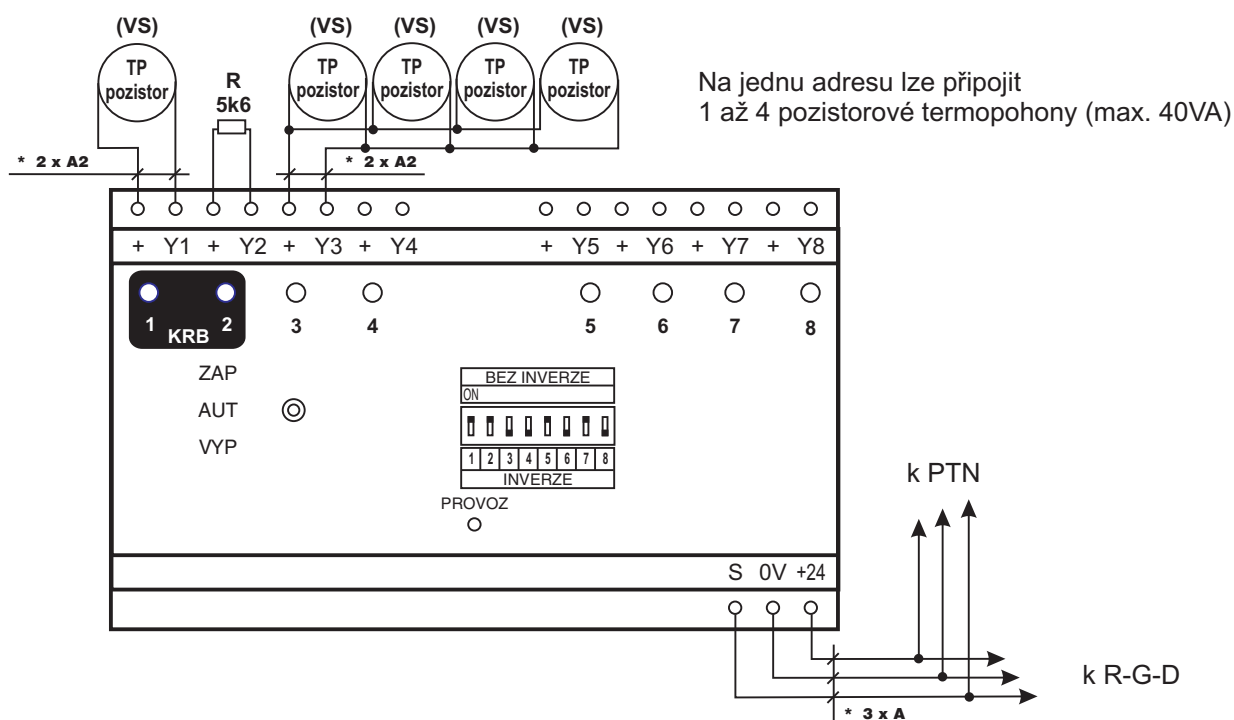 (VS) (VS) (VS) (VS) (VS)
TP pozistor
R 5k6
TP pozistor
TP pozistor
TP pozistor
TP pozistor
Na jednu adresu lze připojit
1 až 4 pozistorové termopohony (max. 40VA)
* 2 x A2
* 2 x A2
+ Y1 + Y2 + Y3 + Y4 + Y5 + Y6 + Y7 + Y8
1 2 3 4 5 6 7 8
KRB
ZAP
AUT
VYP
BEZ INVERZE
ON
1 2 3 4 5 6 7 8
INVERZE
PROVOZ
k PTN
S 0V +24
k R-G-D
* 3 x A